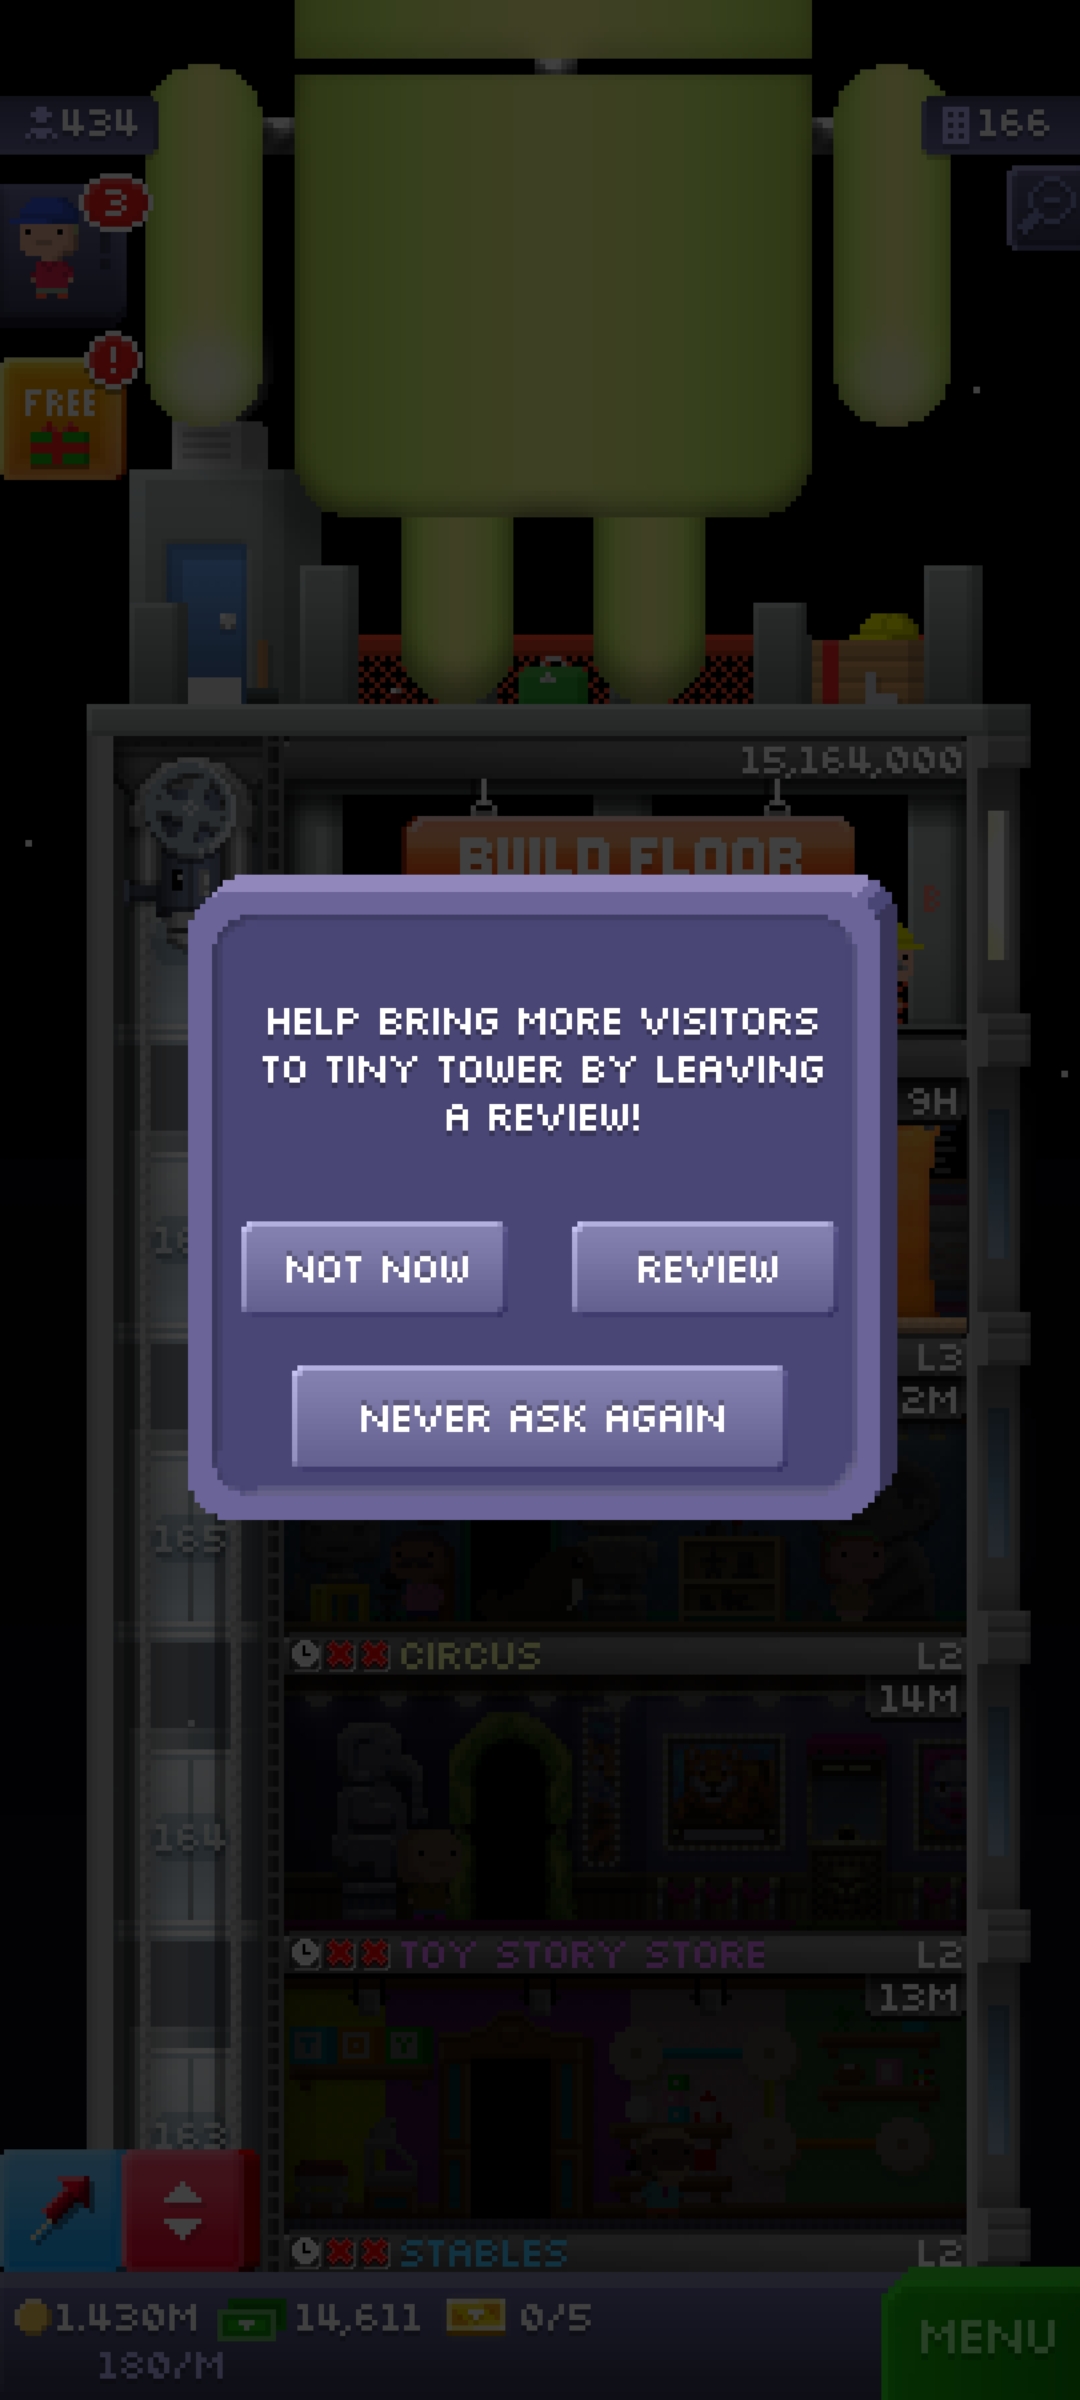 434
166
3
!
FREE
15,164,000
BUILD FLOOR
HELP BRING MORE VISITORS
TO TINY TOWER BY LEAVING
A REVIEW!
9H
NOT NOW
REVIEW
L3
2M
NEVER ASK AGAIN
165
CIRCUS
L2
14M
164
TOY STORY STORE
L2
13M
TOY
163
STABLES
L2
1.430M
14,611
0/5
180/M
MENU